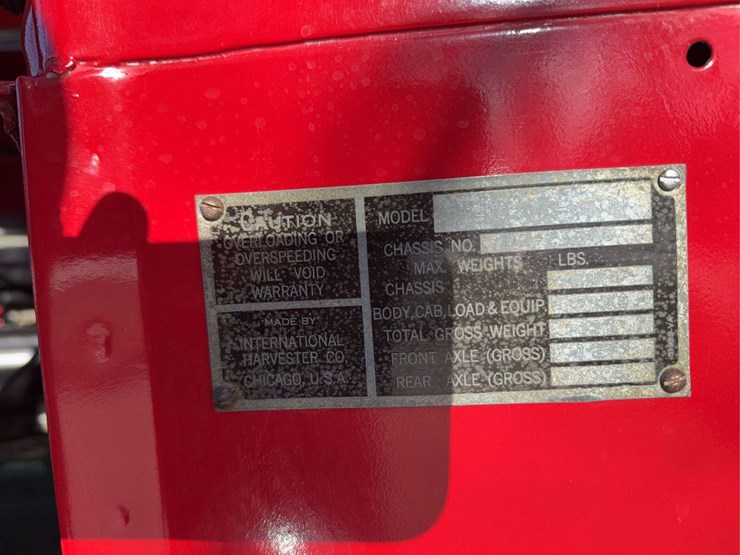 CAUTION
OVERLOADING OR
OVERSPEEDING
WILL VOID
WARRANTY
MADE BY
INTERNATIONAL
HARVESTER CO.
CHICAGO, U.S.A.
MODEL
CHASSIS NO.
MAX. WEIGHTS LBS.
CHASSIS
BODY, CAB, LOAD & EQUIP.
TOTAL GROSS WEIGHT
FRONT AXLE (GROSS)
REAR AXLE (GROSS)